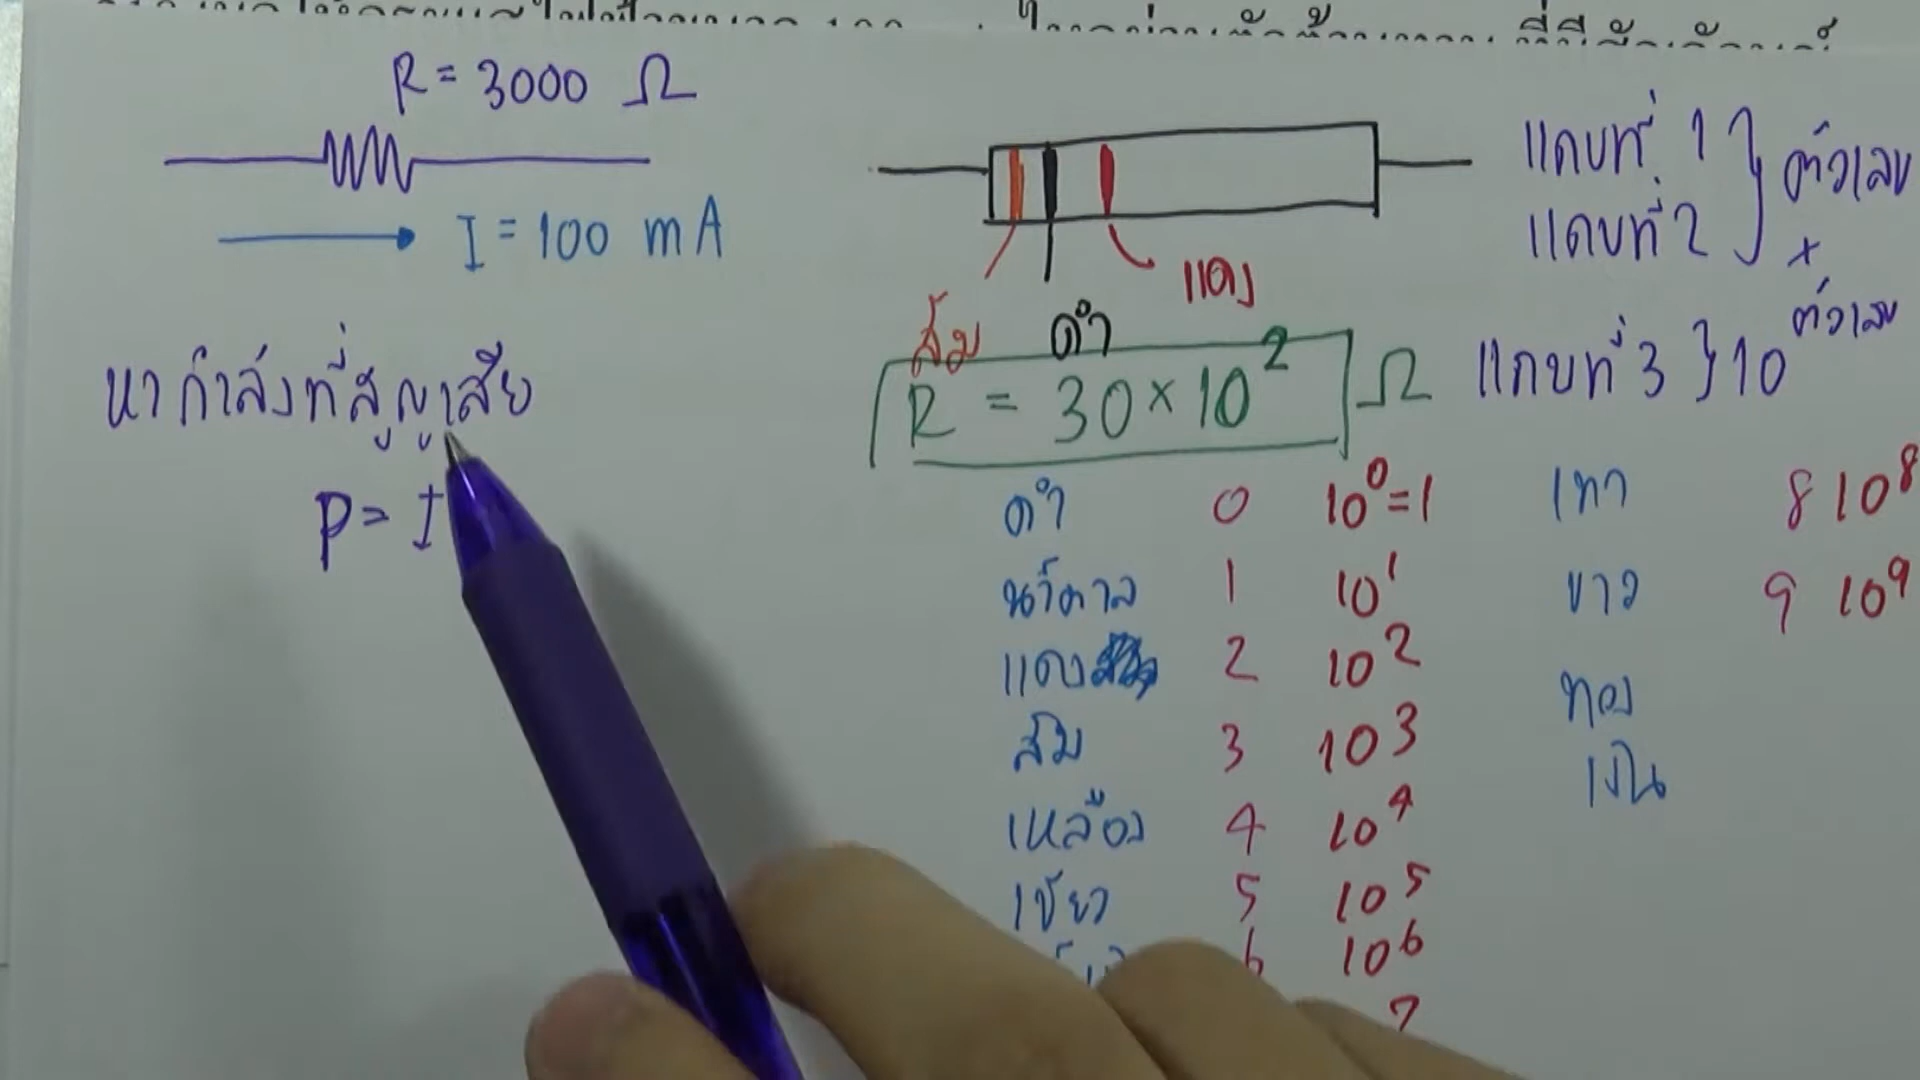 R = 3000 Ω
I = 100 mA
หากำลังที่สูญเสีย
P = I
แดง
ส้ม ดำ
R = 30 × 10² Ω
แถบที่ 1 } ตัวเลข
แถบที่ 2
×
แถบที่ 3 } 10 ตัวเลข
ดำ 0 10⁰ = 1
น้ำตาล 1 10¹
แดง 2 10²
ส้ม 3 10³
เหลือง 4 10⁴
เขียว 5 10⁵
6 10⁶
7
เทา 8 10⁸
ขาว 9 10⁹
ทอง
เงิน